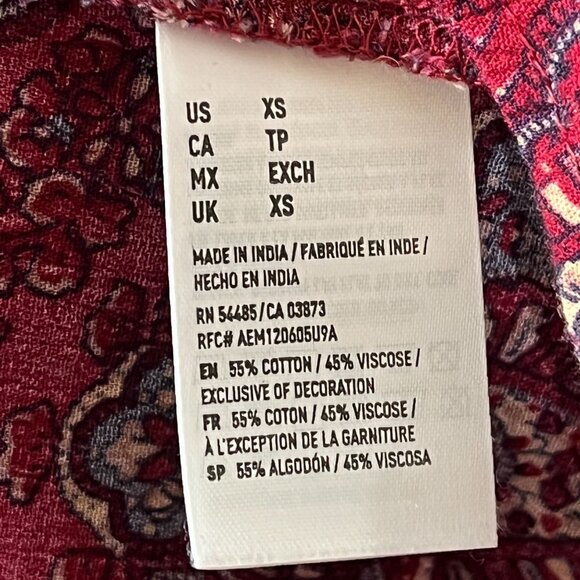 US XS
CA TP
MX EXCH
UK XS
MADE IN INDIA / FABRIQUÉ EN INDE /
HECHO EN INDIA
RN 54485 / CA 03873
RFC# AEM120605U9A
EN 55% COTTON / 45% VISCOSE /
EXCLUSIVE OF DECORATION
FR 55% COTON / 45% VISCOSE /
À L'EXCEPTION DE LA GARNITURE
SP 55% ALGODÓN / 45% VISCOSA